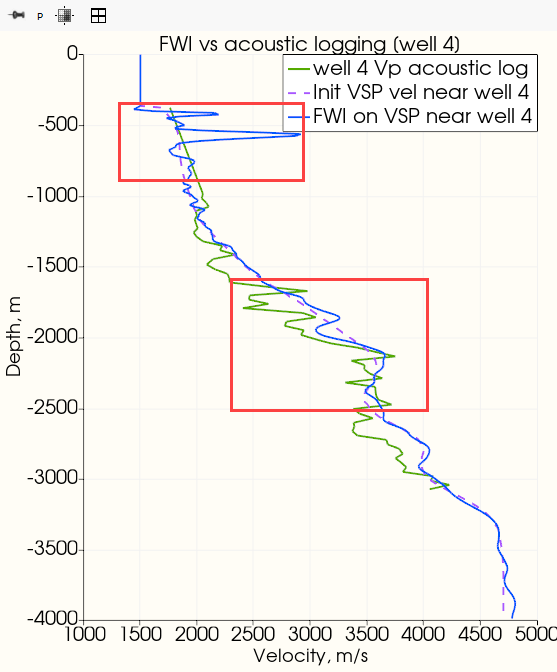 P
FWI vs acoustic logging (well 4)
well 4 Vp acoustic log
Init VSP vel near well 4
FWI on VSP near well 4
0
-500
-1000
-1500
-2000
-2500
-3000
-3500
-4000
Depth, m
1000 1500 2000 2500 3000 3500 4000 4500 5000
Velocity, m/s